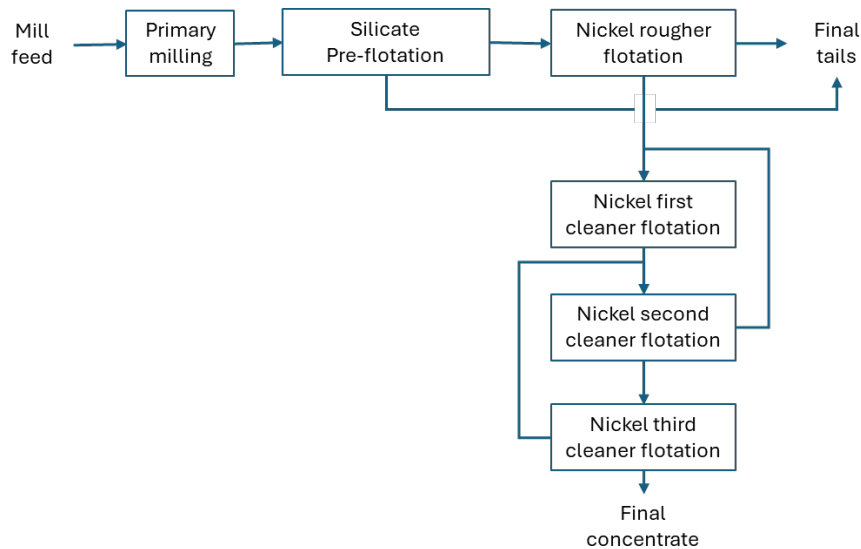 Mill
feed
Primary
milling
Silicate
Pre-flotation
Nickel rougher
flotation
Final
tails
Nickel first
cleaner flotation
Nickel second
cleaner flotation
Nickel third
cleaner flotation
Final
concentrate